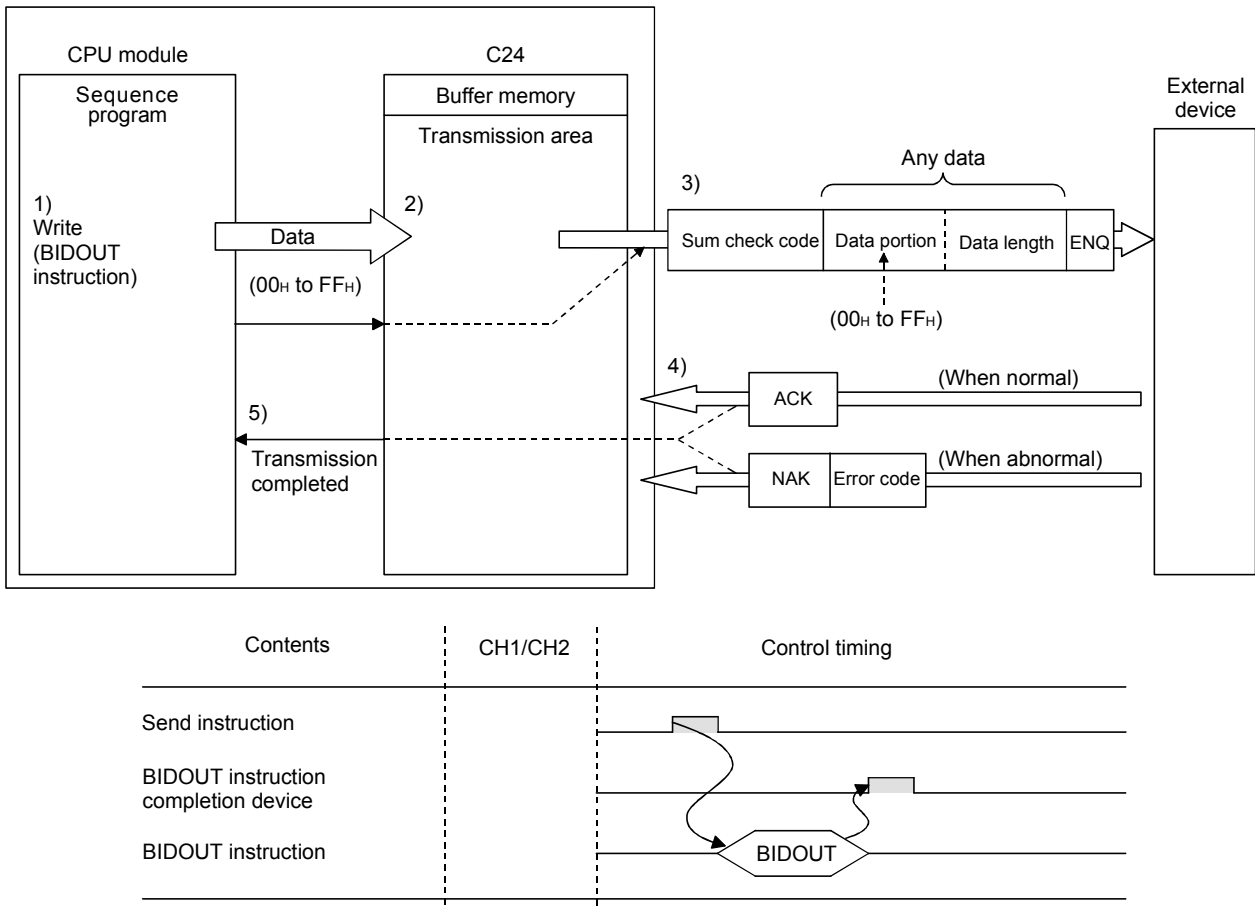 CPU module
C24
Sequence
program
Buffer memory
Transmission area
External
device
Any data
1)
Write
(BIDOUT
instruction)
2)
3)
Data
Sum check code
Data portion
Data length
ENQ
(00H to FFH)
(00H to FFH)
4)
(When normal)
ACK
5)
Transmission
completed
(When abnormal)
NAK
Error code
Contents
CH1/CH2
Control timing
Send instruction
BIDOUT instruction
completion device
BIDOUT instruction
BIDOUT